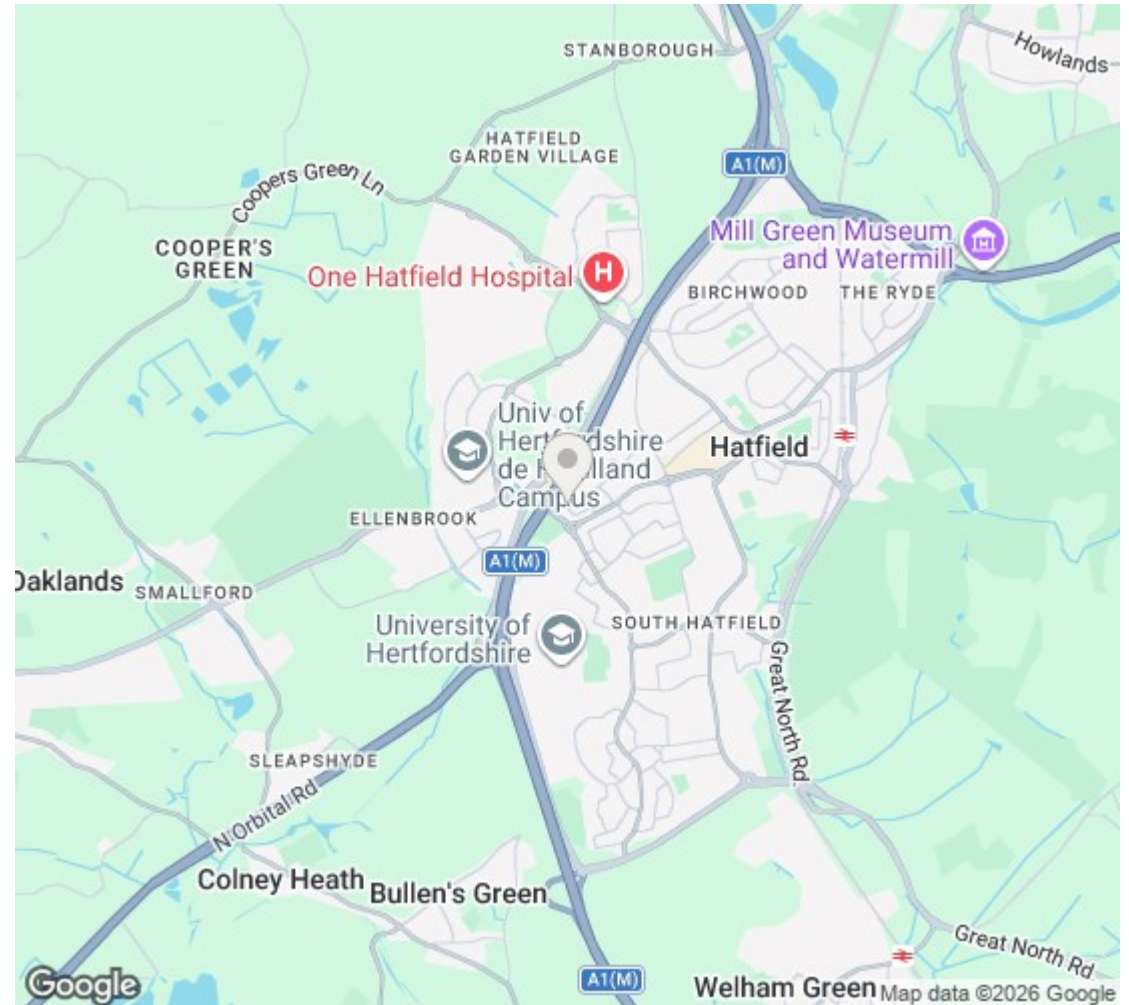 STANBOROUGH
Howlands
HATFIELD
GARDEN VILLAGE
A1(M)
Coopers Green Ln
Mill Green Museum
and Watermill
COOPER'S
GREEN
One Hatfield Hospital
H
BIRCHWOOD
THE RYDE
Univ of
Hertfordshire
de
Campus
Hatfield
ELLENBROOK
A1(M)
Oaklands
SMALLFORD
University of
Hertfordshire
SOUTH HATFIELD
Great North Rd
SLEAPSHYDE
N Orbital Rd
Colney Heath
Bullen's Green
Great North Rd
A1(M)
Welham Green
Google
Map data ©2026 Google